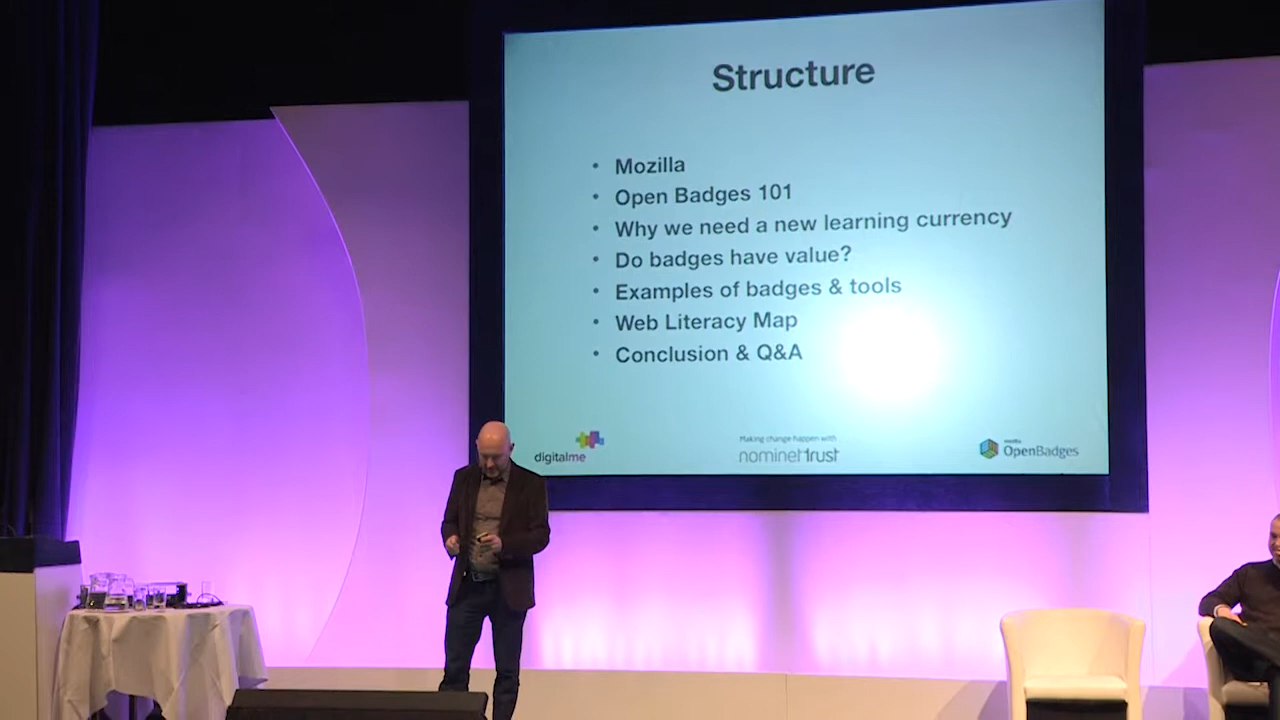 Structure
• Mozilla
• Open Badges 101
• Why we need a new learning currency
• Do badges have value?
• Examples of badges & tools
• Web Literacy Map
• Conclusion & Q&A
digitalme
Making change happen with
nominet trust
mozilla
OpenBadges